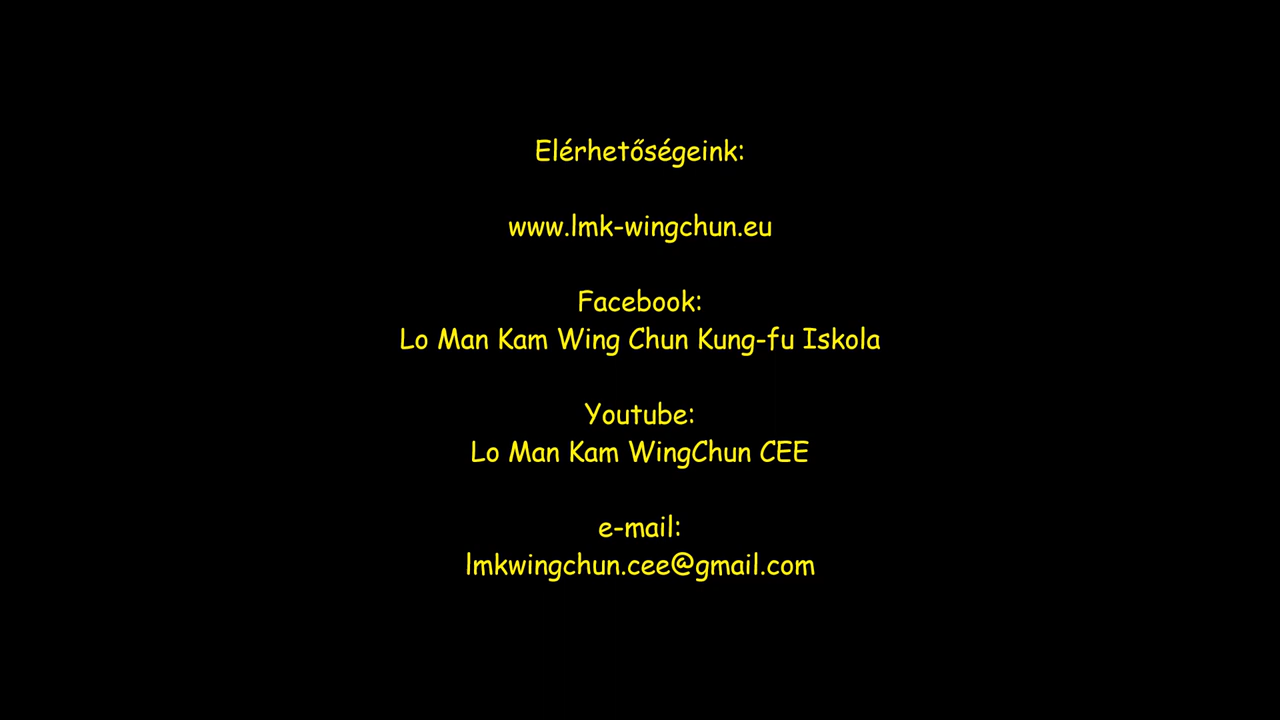 Elérhetőségeink:
www.lmk-wingchun.eu
Facebook:
Lo Man Kam Wing Chun Kung-fu Iskola
Youtube:
Lo Man Kam WingChun CEE
e-mail:
lmkwingchun.cee@gmail.com